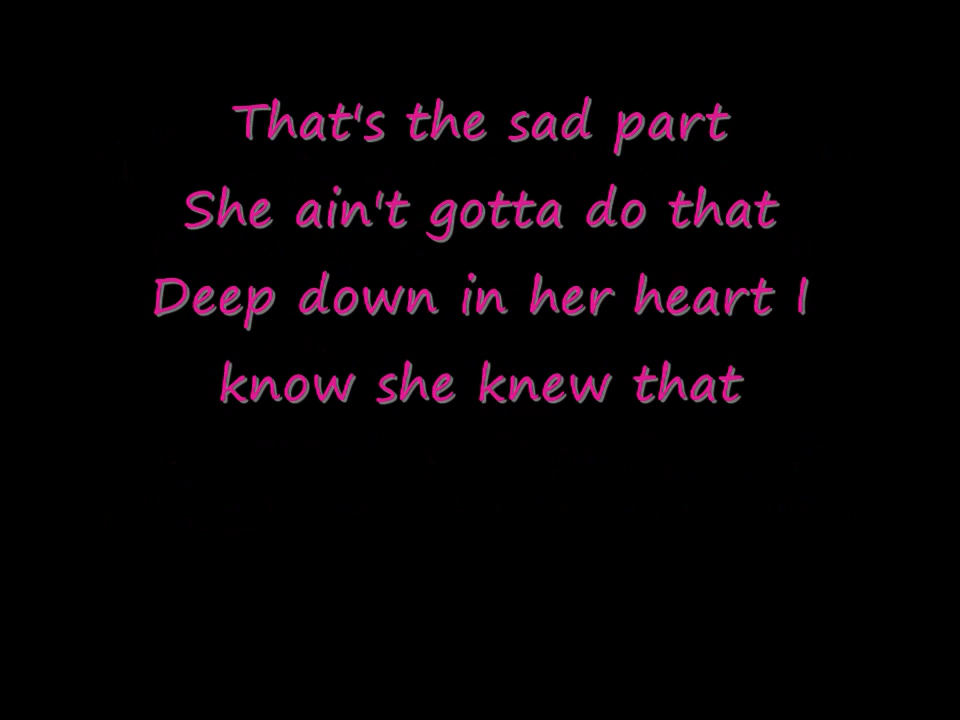 That's the sad part
She ain't gotta do that
Deep down in her heart I
know she knew that